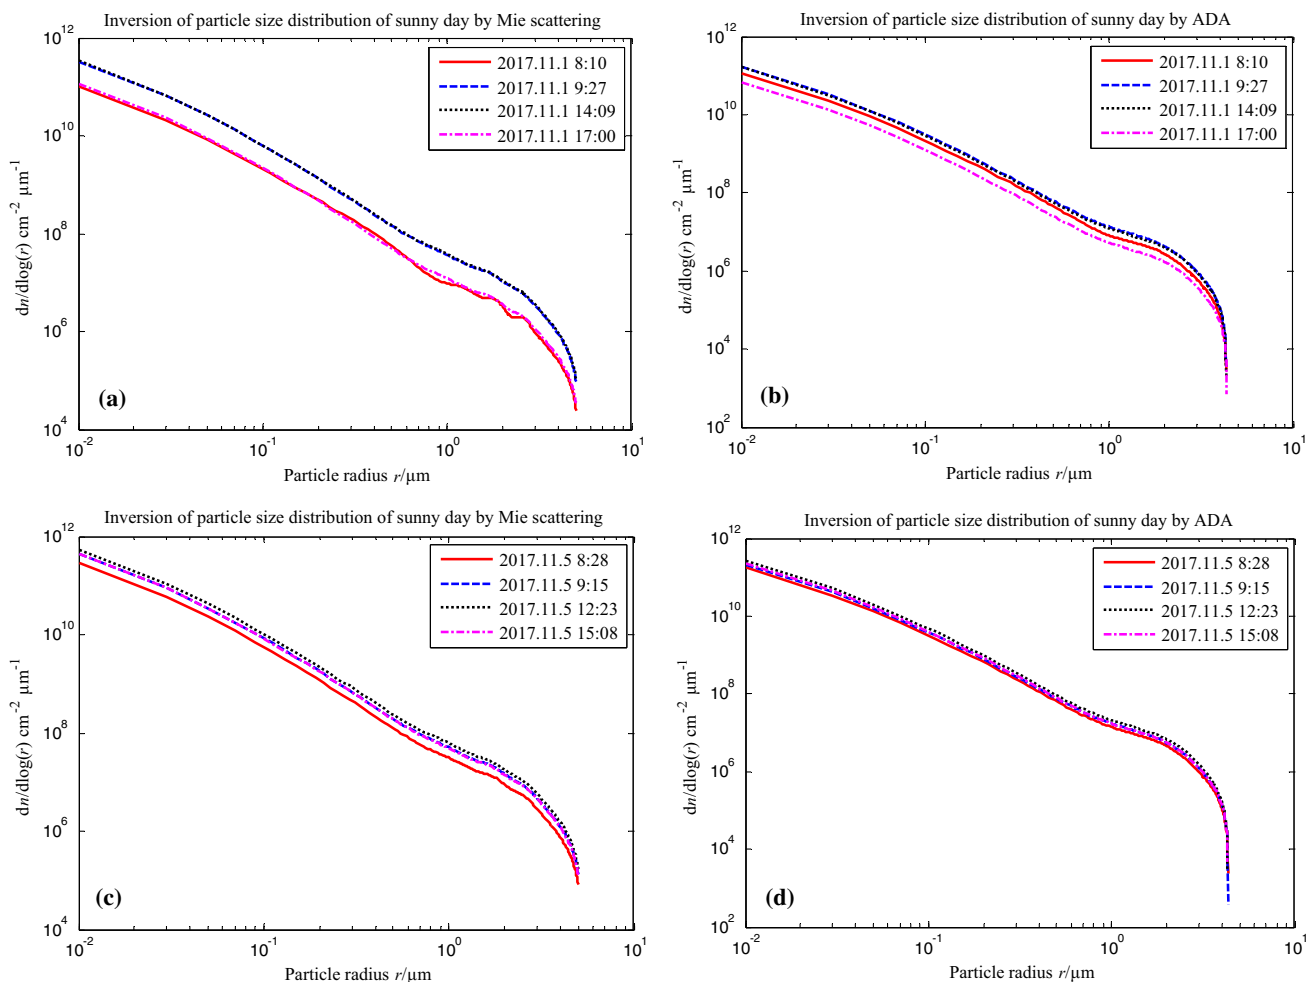 Inversion of particle size distribution of sunny day by Mie scattering
10^12
10^10
10^8
10^6
10^4
dn/dlog(r) cm^-2 μm^-1
2017.11.1 8:10
2017.11.1 9:27
2017.11.1 14:09
2017.11.1 17:00
(a)
10^-2 10^-1 10^0 10^1
Particle radius r/μm
Inversion of particle size distribution of sunny day by ADA
10^12
10^10
10^8
10^6
10^4
10^2
dn/dlog(r) cm^-2 μm^-1
2017.11.1 8:10
2017.11.1 9:27
2017.11.1 14:09
2017.11.1 17:00
(b)
10^-2 10^-1 10^0 10^1
Particle radius r/μm
Inversion of particle size distribution of sunny day by Mie scattering
10^12
10^10
10^8
10^6
10^4
dn/dlog(r) cm^-2 μm^-1
2017.11.5 8:28
2017.11.5 9:15
2017.11.5 12:23
2017.11.5 15:08
(c)
10^-2 10^-1 10^0 10^1
Particle radius r/μm
Inversion of particle size distribution of sunny day by ADA
10^12
10^10
10^8
10^6
10^4
10^2
dn/dlog(r) cm^-2 μm^-1
2017.11.5 8:28
2017.11.5 9:15
2017.11.5 12:23
2017.11.5 15:08
(d)
10^-2 10^-1 10^0 10^1
Particle radius r/μm